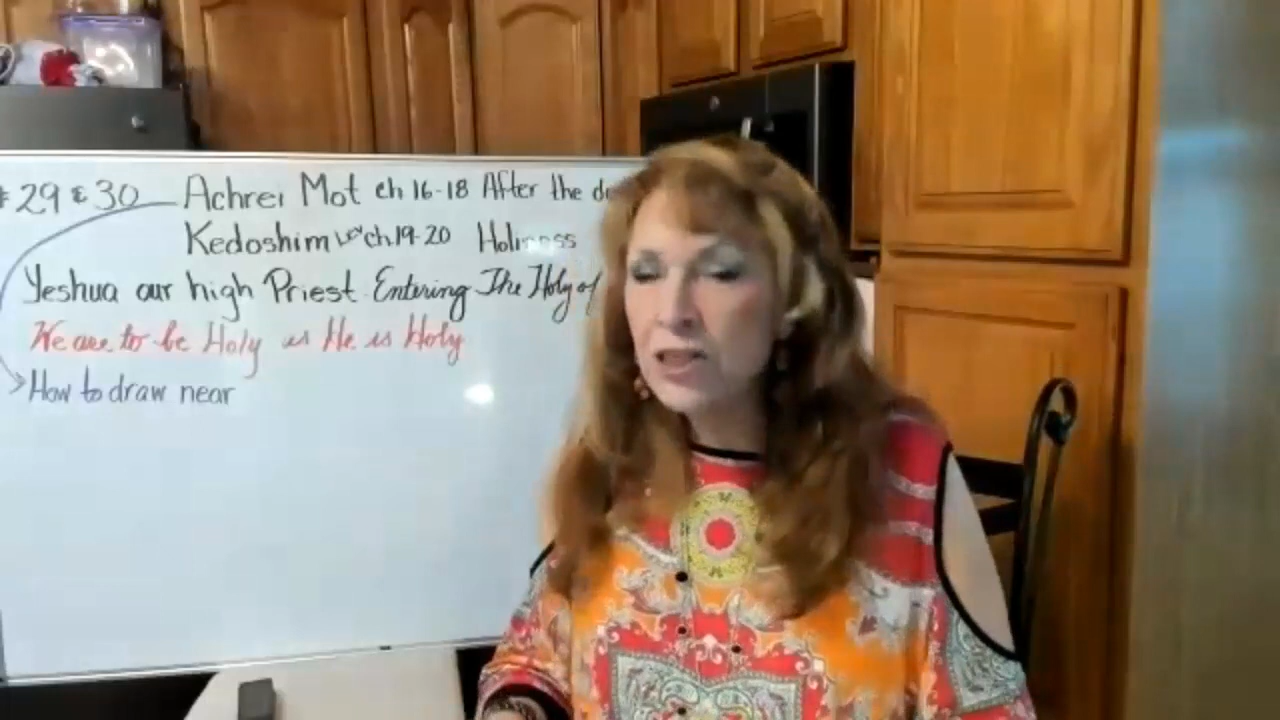 #29 & 30 Achrei Mot ch 16-18 After the
Kedoshim Lev ch.19-20 Holiness
Yeshua our high Priest. Entering The Holy of
We are to be Holy as He is Holy
How to draw near